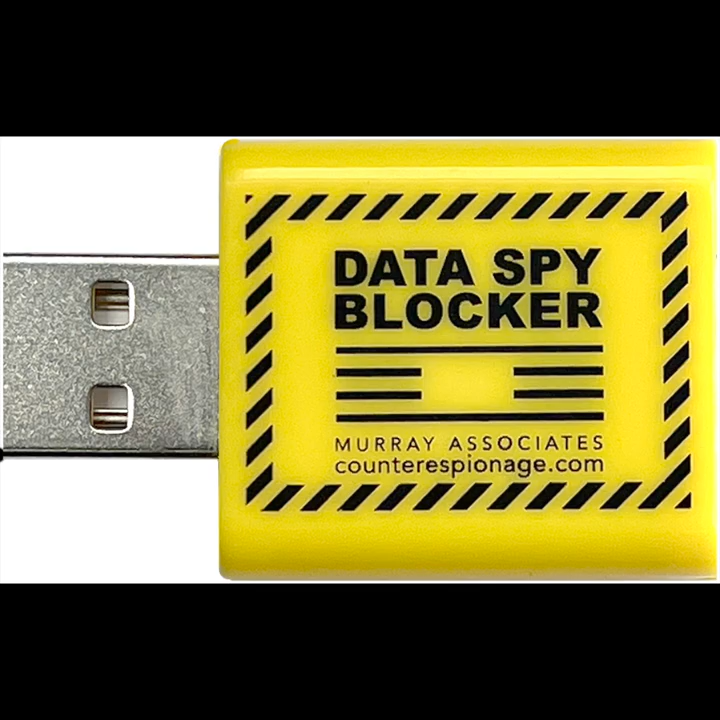 DATA SPY
BLOCKER
MURRAY ASSOCIATES
counterespionage.com